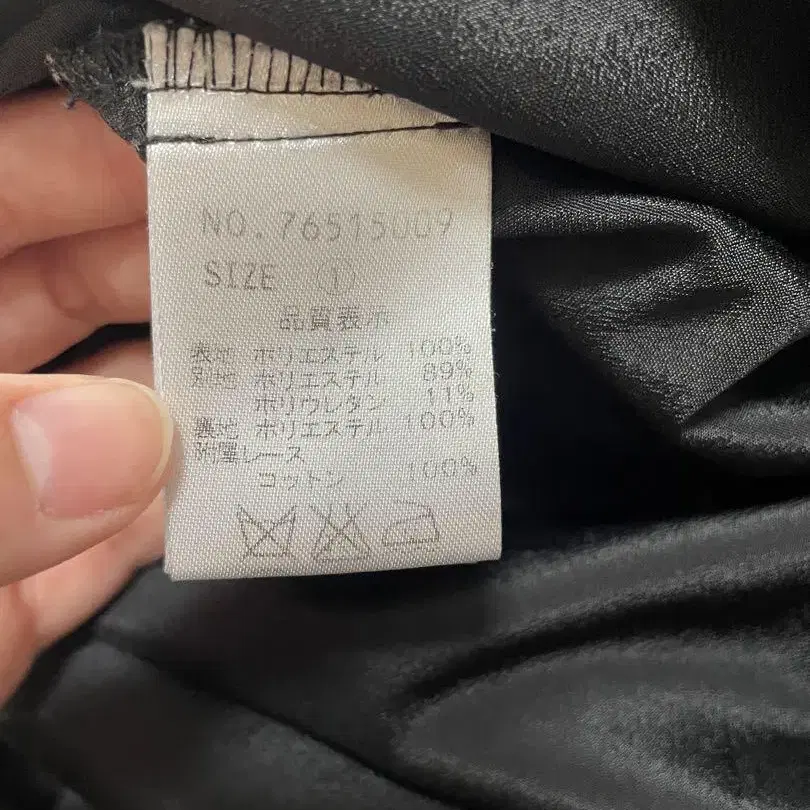 NO. 76515009
SIZE ①
品質表示
表地 ポリエステル 100%
別地 ポリエステル 89%
ポリウレタン 11%
裏地 ポリエステル 100%
附属レース
コットン 100%